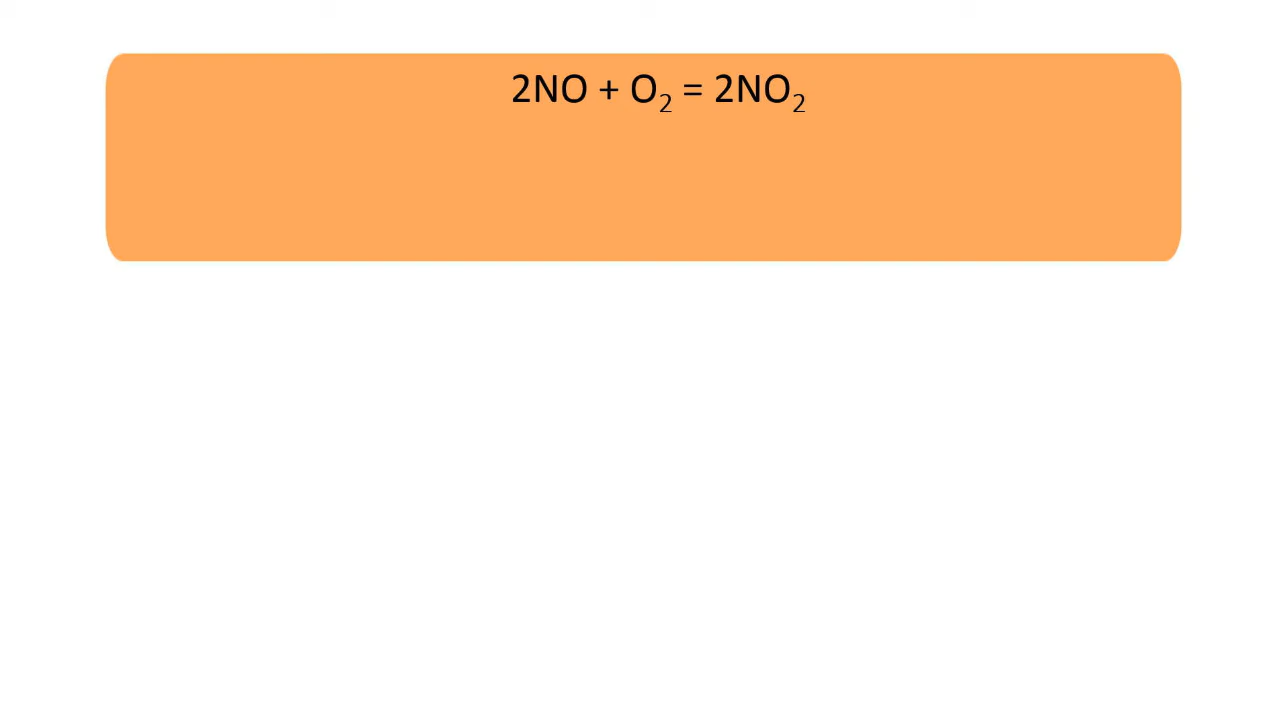 2NO + O₂ = 2NO₂